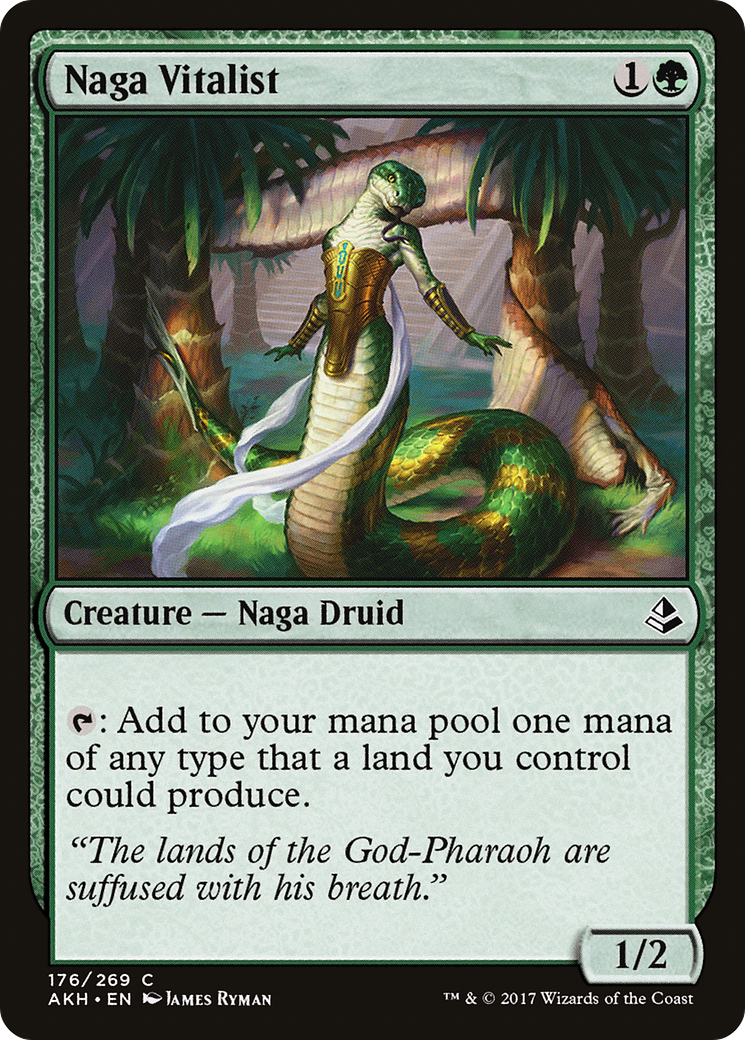 Naga Vitalist 1
Creature — Naga Druid
: Add to your mana pool one mana
of any type that a land you control
could produce.
“The lands of the God-Pharaoh are
suffused with his breath.”
1/2
176/269 C
AKH • EN James Ryman
™ & © 2017 Wizards of the Coast